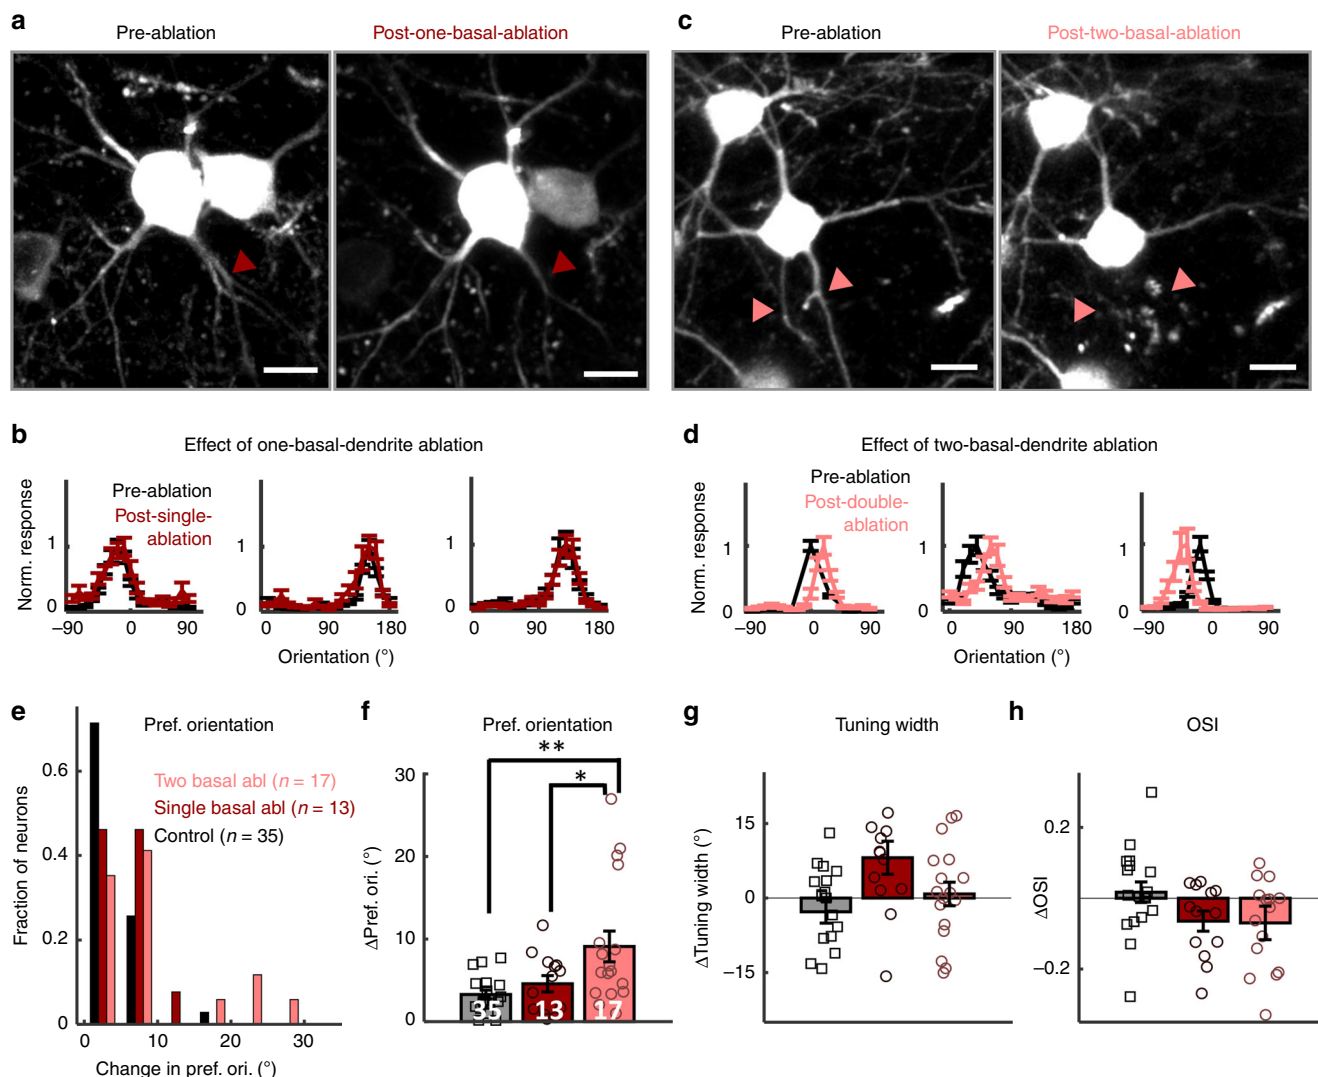 a
Pre-ablation
Post-one-basal-ablation
c
Pre-ablation
Post-two-basal-ablation
b
Effect of one-basal-dendrite ablation
Norm. response
Pre-ablation
Post-single-
ablation
1
0
1
0
1
0
−90 0 90
90 180
0 90 180
Orientation (°)
d
Effect of two-basal-dendrite ablation
Norm. response
Pre-ablation
Post-double-
ablation
1
0
1
0
1
0
−90 0 90
0 90 180
−90 0 90
Orientation (°)
e
Pref. orientation
Fraction of neurons
0.6
0.4
0.2
0
Two basal abl (n = 17)
Single basal abl (n = 13)
Control (n = 35)
0 10 20 30
Change in pref. ori. (°)
f
Pref. orientation
**
*
ΔPref. ori. (°)
30
20
10
0
35 13 17
g
Tuning width
ΔTuning width (°)
15
0
−15
h
OSI
ΔOSI
0.2
0
−0.2